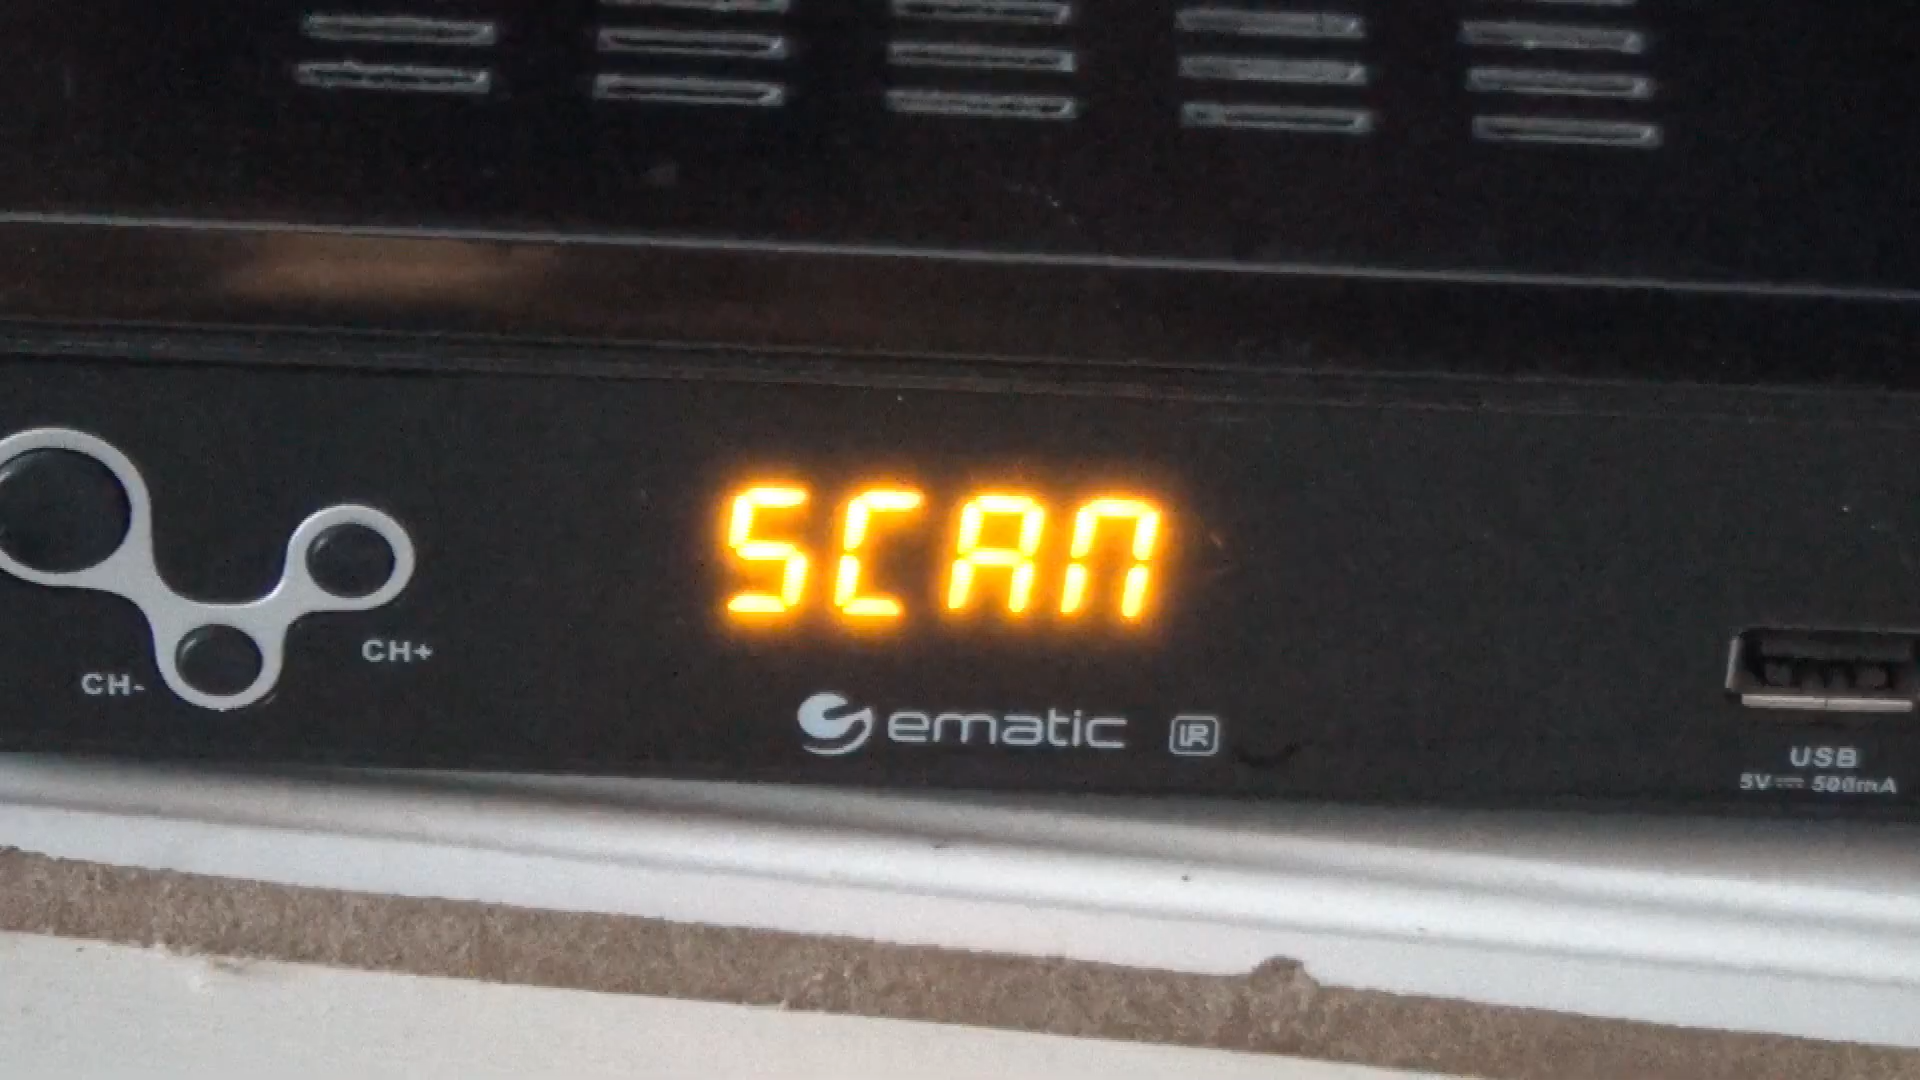 SCAN
CH+
CH-
ematic IR
USB
5V⎓500mA